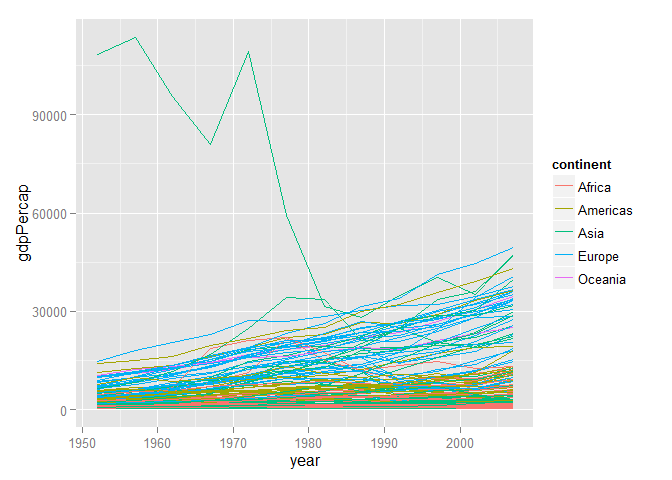 90000
60000
30000
0
gdpPercap
1950
1960
1970
1980
1990
2000
year
continent
Africa
Americas
Asia
Europe
Oceania